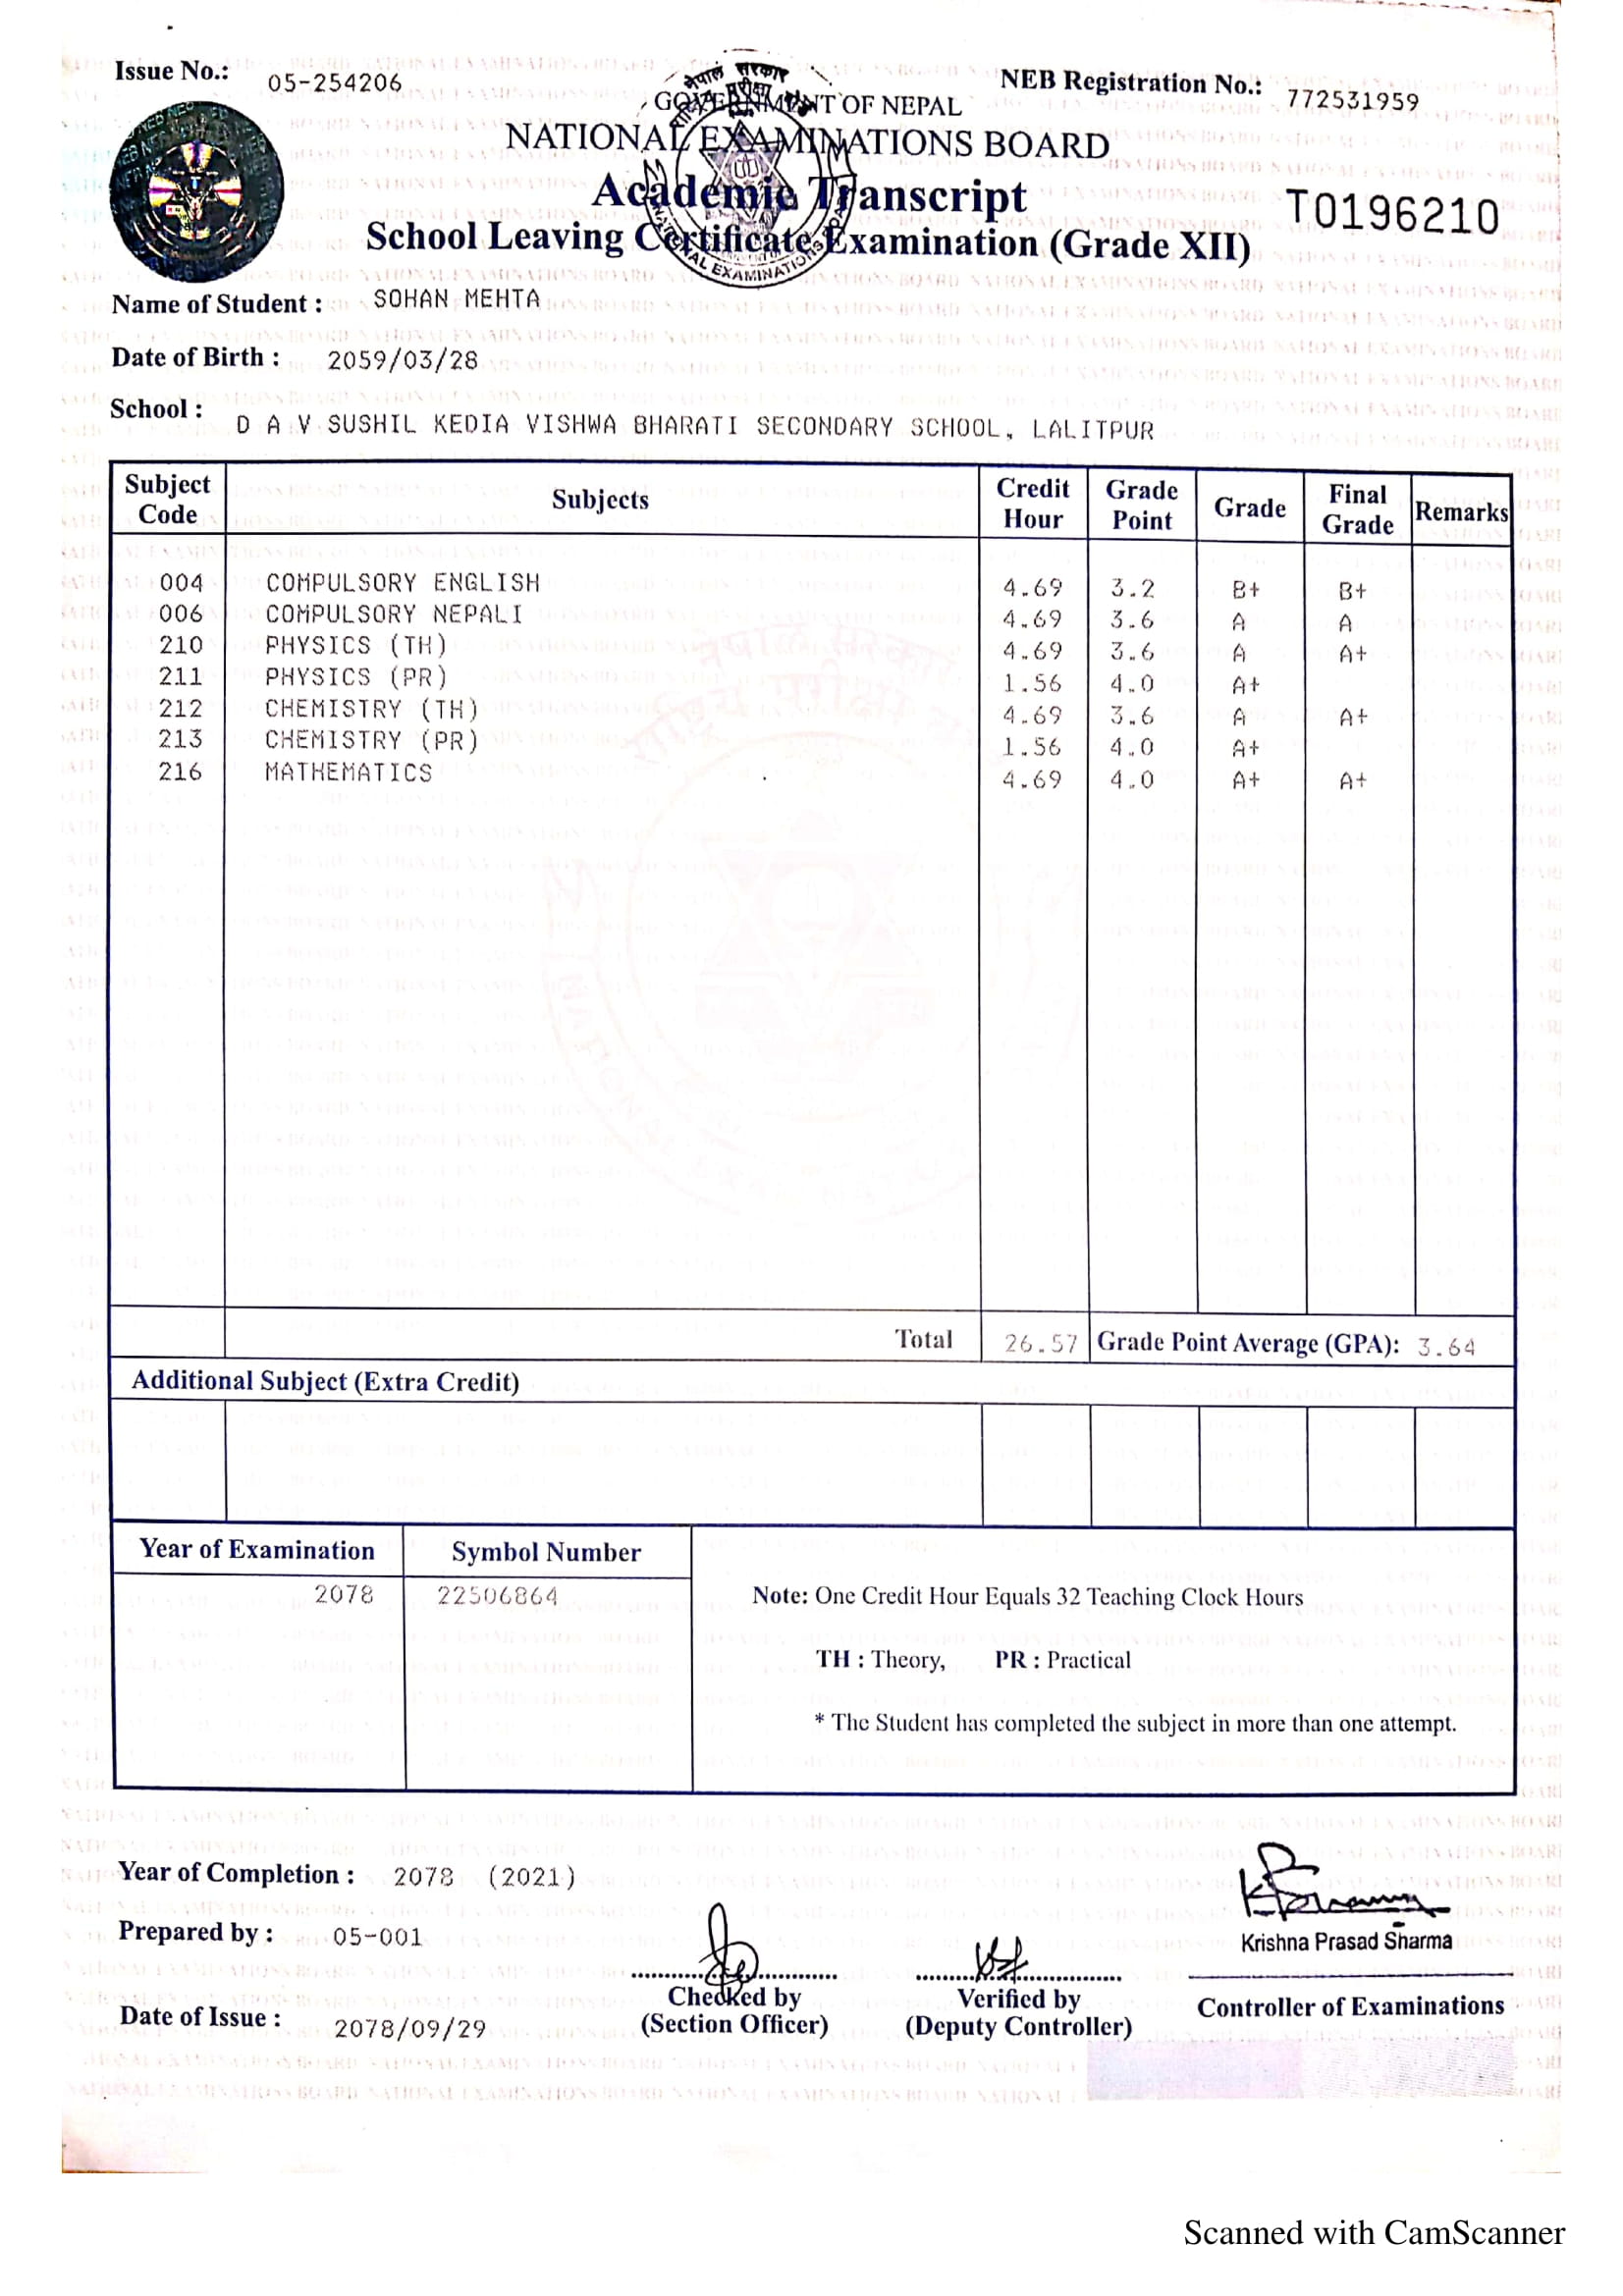 Issue No.: 05-254206
NEB Registration No.: 772531959
नेपाल सरकार
GOVERNMENT OF NEPAL
NATIONAL EXAMINATIONS BOARD
Academic Transcript
T0196210
School Leaving Certificate Examination (Grade XII)
NATIONAL EXAMINATIONS BOARD
Name of Student : SOHAN MEHTA
Date of Birth : 2059/03/28
School : D A V SUSHIL KEDIA VISHWA BHARATI SECONDARY SCHOOL, LALITPUR
Subject Code Subjects Credit Hour Grade Point Grade Final Grade Remarks
004 COMPULSORY ENGLISH 4.69 3.2 B+ B+
006 COMPULSORY NEPALI 4.69 3.6 A A
210 PHYSICS (TH) 4.69 3.6 A A+
211 PHYSICS (PR) 1.56 4.0 A+
212 CHEMISTRY (TH) 4.69 3.6 A A+
213 CHEMISTRY (PR) 1.56 4.0 A+
216 MATHEMATICS 4.69 4.0 A+ A+
Total 26.57 Grade Point Average (GPA): 3.64
Additional Subject (Extra Credit)
Year of Examination Symbol Number
2078 22506864
Note: One Credit Hour Equals 32 Teaching Clock Hours
TH : Theory, PR : Practical
* The Student has completed the subject in more than one attempt.
Year of Completion : 2078 (2021)
Prepared by : 05-001
Krishna Prasad Sharma
Checked by Verified by Controller of Examinations
(Section Officer) (Deputy Controller)
Date of Issue : 2078/09/29
Scanned with CamScanner